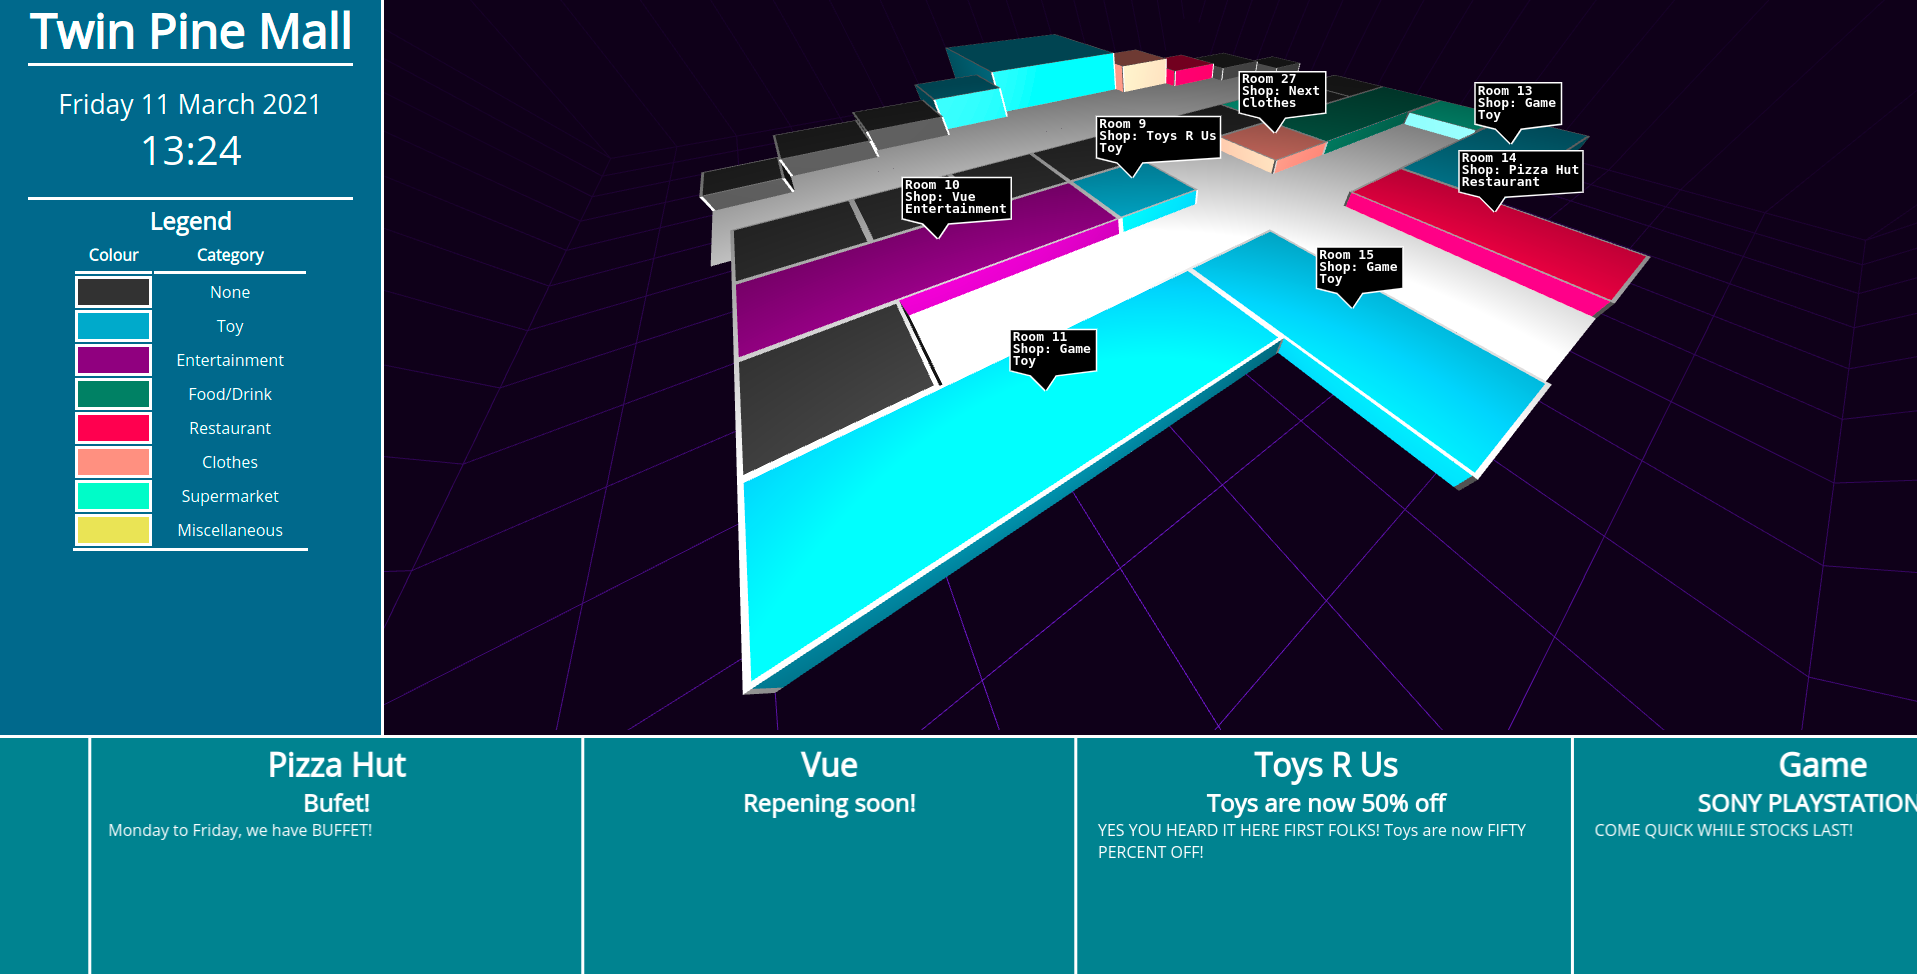 Twin Pine Mall
Friday 11 March 2021
13:24
Legend
Colour Category
None
Toy
Entertainment
Food/Drink
Restaurant
Clothes
Supermarket
Miscellaneous
Room 27
Shop: Next
Clothes
Room 13
Shop: Game
Toy
Room 9
Shop: Toys R Us
Toy
Room 14
Shop: Pizza Hut
Restaurant
Room 10
Shop: Vue
Entertainment
Room 15
Shop: Game
Toy
Room 11
Shop: Game
Toy
Pizza Hut
Bufet!
Monday to Friday, we have BUFFET!
Vue
Repening soon!
Toys R Us
Toys are now 50% off
YES YOU HEARD IT HERE FIRST FOLKS! Toys are now FIFTY
PERCENT OFF!
Game
SONY PLAYSTATION
COME QUICK WHILE STOCKS LAST!